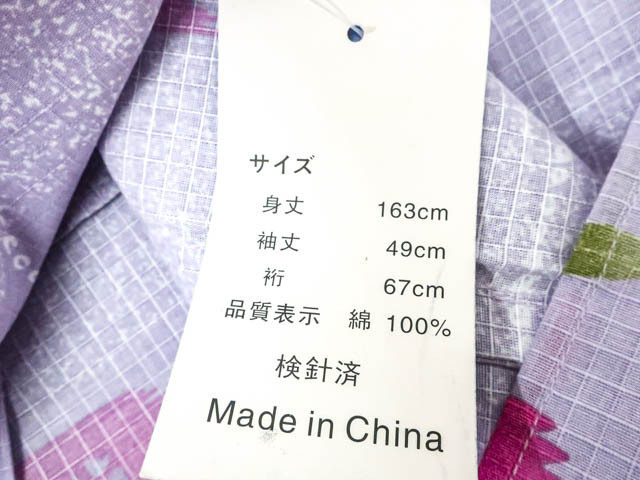 サイズ
身丈 163cm
袖丈 49cm
裄 67cm
品質表示 綿 100%
検針済
Made in China